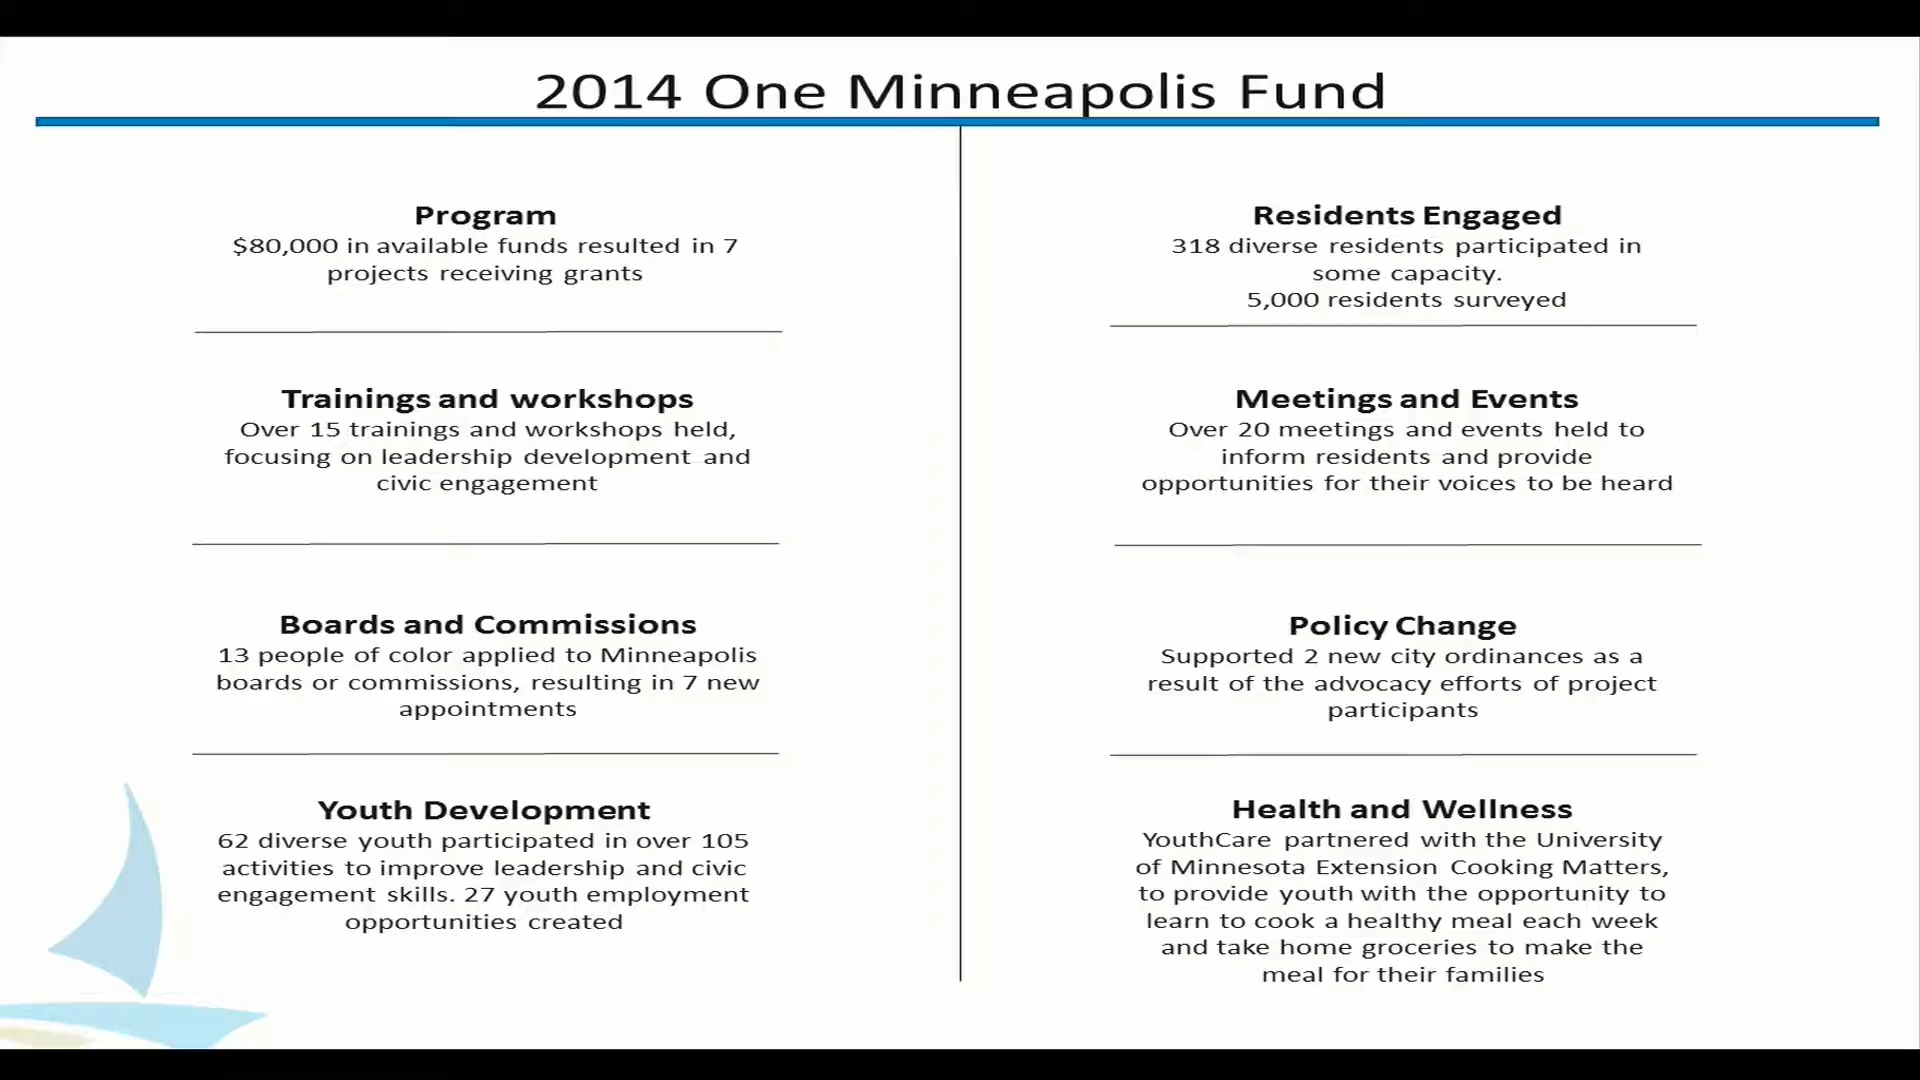 2014 One Minneapolis Fund
Program
$80,000 in available funds resulted in 7
projects receiving grants
Trainings and workshops
Over 15 trainings and workshops held,
focusing on leadership development and
civic engagement
Boards and Commissions
13 people of color applied to Minneapolis
boards or commissions, resulting in 7 new
appointments
Youth Development
62 diverse youth participated in over 105
activities to improve leadership and civic
engagement skills. 27 youth employment
opportunities created
Residents Engaged
318 diverse residents participated in
some capacity.
5,000 residents surveyed
Meetings and Events
Over 20 meetings and events held to
inform residents and provide
opportunities for their voices to be heard
Policy Change
Supported 2 new city ordinances as a
result of the advocacy efforts of project
participants
Health and Wellness
YouthCare partnered with the University
of Minnesota Extension Cooking Matters,
to provide youth with the opportunity to
learn to cook a healthy meal each week
and take home groceries to make the
meal for their families